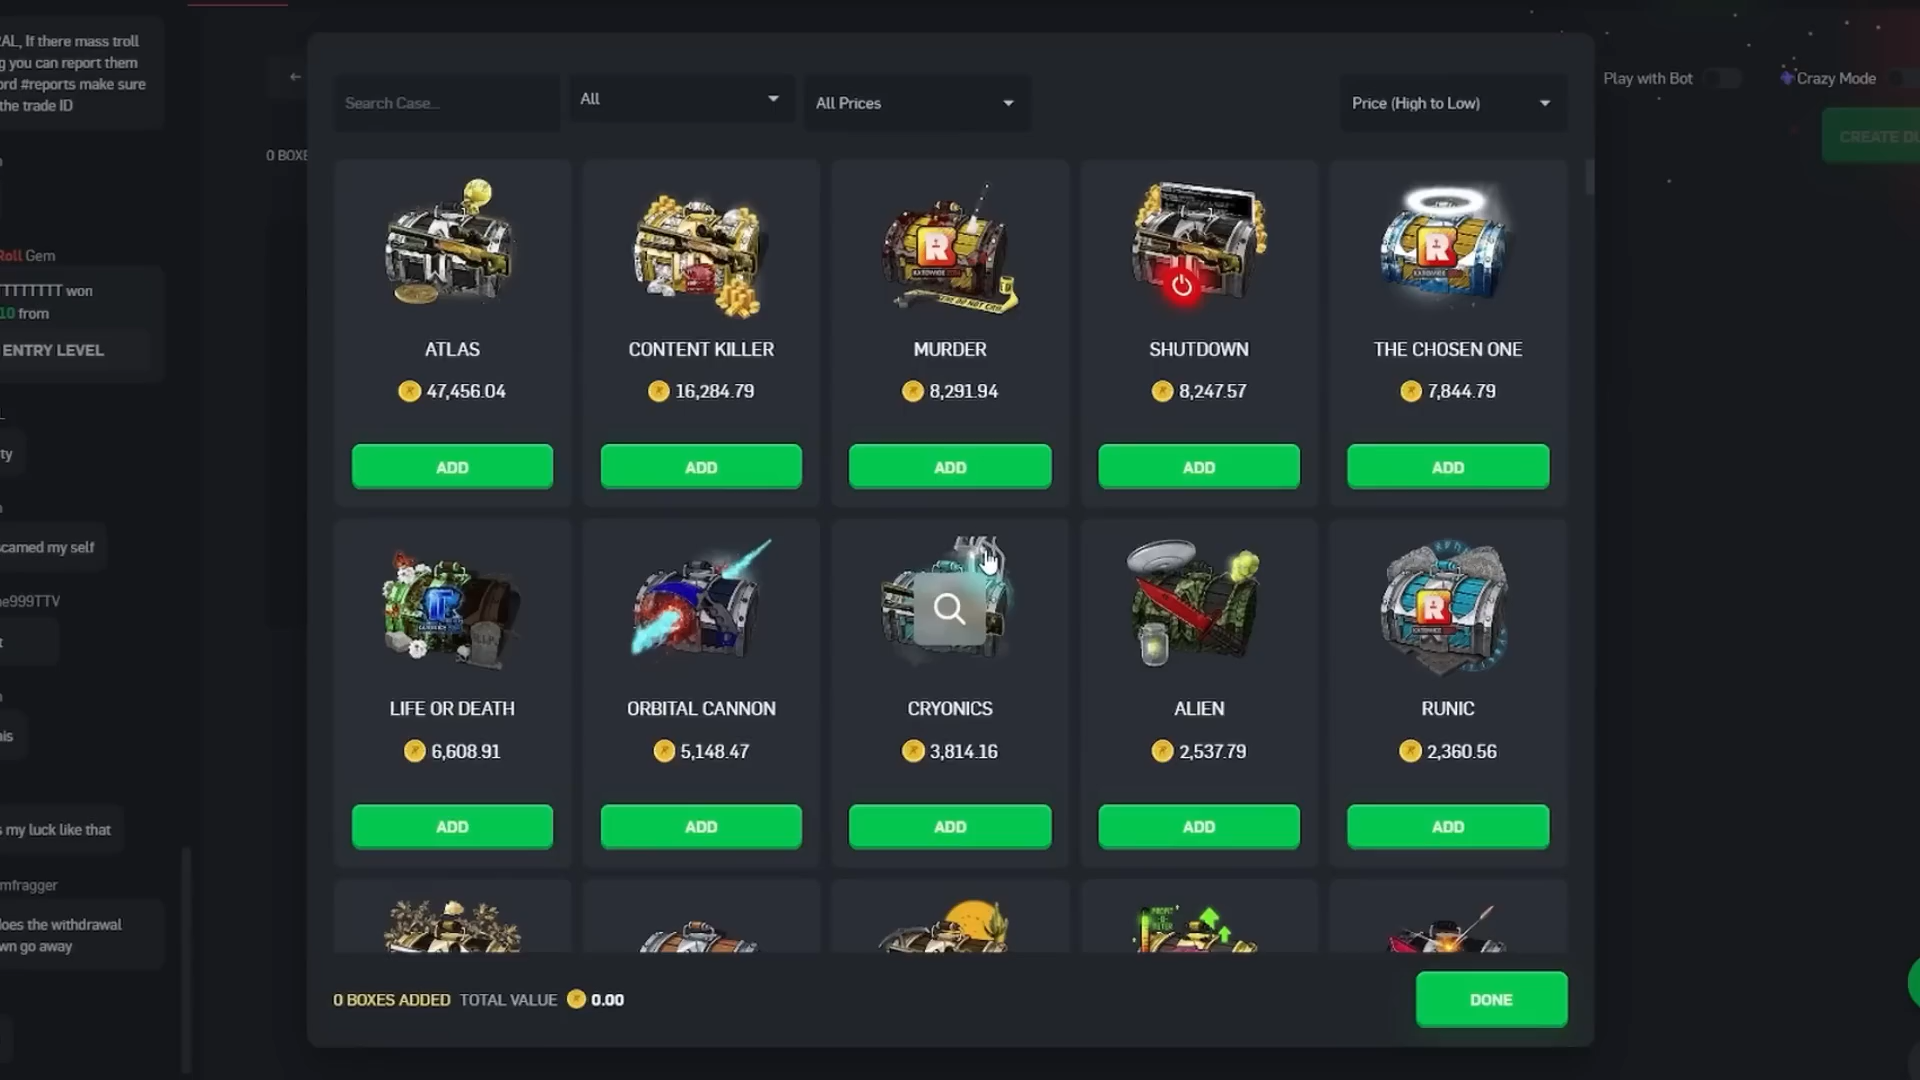 AL, If there mass troll
g you can report them
ord #reports make sure
the trade ID
Roll Gem
TTTTTTTT won
10 from
ENTRY LEVEL
ty
scamed my self
e999TTV
t
nis
s my luck like that
mfragger
does the withdrawal
wn go away
0 BOXE
Search Case...
All
All Prices
Price (High to Low)
Play with Bot
Crazy Mode
CREATE DU
ATLAS
47,456.04
ADD
CONTENT KILLER
16,284.79
ADD
MURDER
8,291.94
ADD
SHUTDOWN
8,247.57
ADD
THE CHOSEN ONE
7,844.79
ADD
LIFE OR DEATH
6,608.91
ADD
ORBITAL CANNON
5,148.47
ADD
CRYONICS
3,814.16
ADD
ALIEN
2,537.79
ADD
RUNIC
2,360.56
ADD
0 BOXES ADDED TOTAL VALUE 0.00
DONE